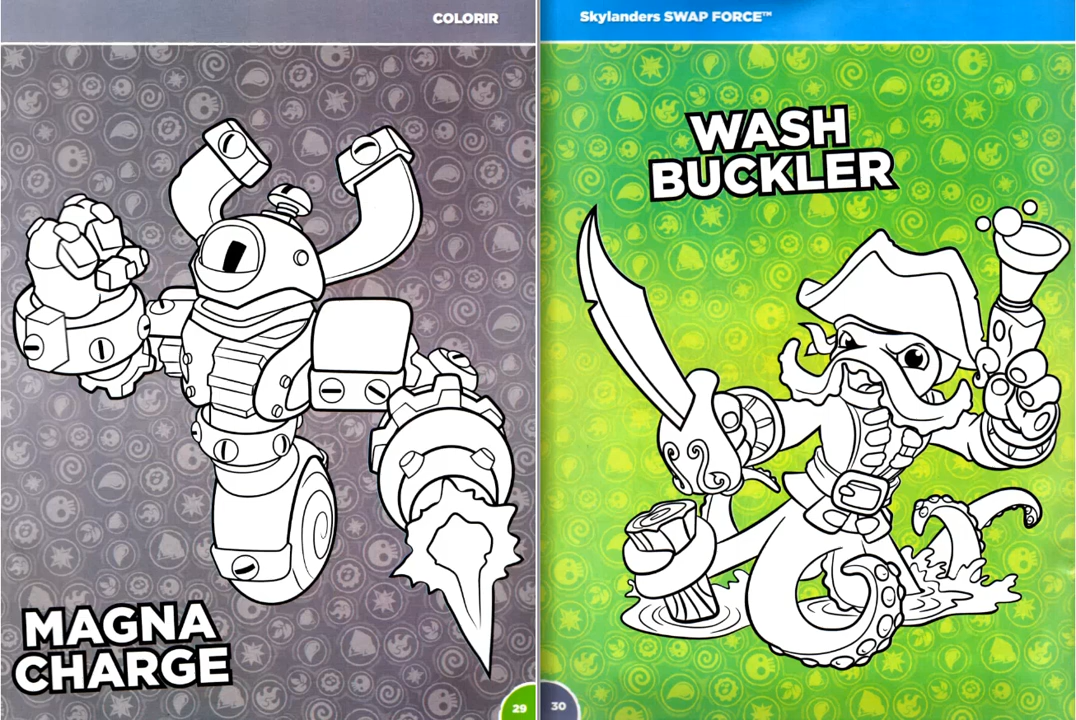 COLORIR
MAGNA
CHARGE
29
Skylanders SWAP FORCE™
WASH
BUCKLER
30